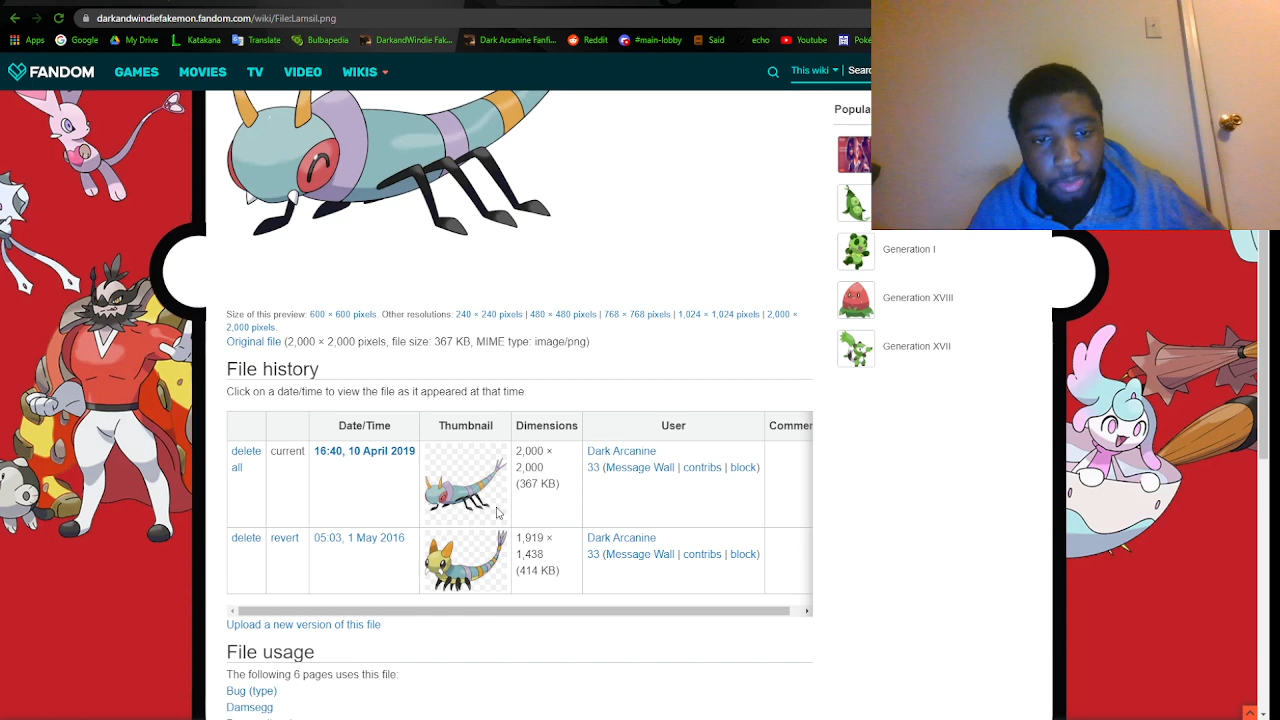 darkandwindiefakemon.fandom.com/wiki/File:Larnsil.png
Apps Google My Drive Katakana Translate Bulbapedia DarkandWindie Fak... Dark Arcanine Fanfi... Reddit #main-lobby Said echo Youtube Poké
FANDOM GAMES MOVIES TV VIDEO WIKIS This wiki Searc
Popula
Generation I
Generation XVIII
Generation XVII
Size of this preview: 600 × 600 pixels. Other resolutions: 240 × 240 pixels | 480 × 480 pixels | 768 × 768 pixels | 1,024 × 1,024 pixels | 2,000 ×
2,000 pixels.
Original file (2,000 × 2,000 pixels, file size: 367 KB, MIME type: image/png)
File history
Click on a date/time to view the file as it appeared at that time.
Date/Time Thumbnail Dimensions User Commen
delete all current 16:40, 10 April 2019 2,000 × 2,000 (367 KB) Dark Arcanine 33 (Message Wall | contribs | block)
delete revert 05:03, 1 May 2016 1,919 × 1,438 (414 KB) Dark Arcanine 33 (Message Wall | contribs | block)
Upload a new version of this file
File usage
The following 6 pages uses this file:
Bug (type)
Damsegg